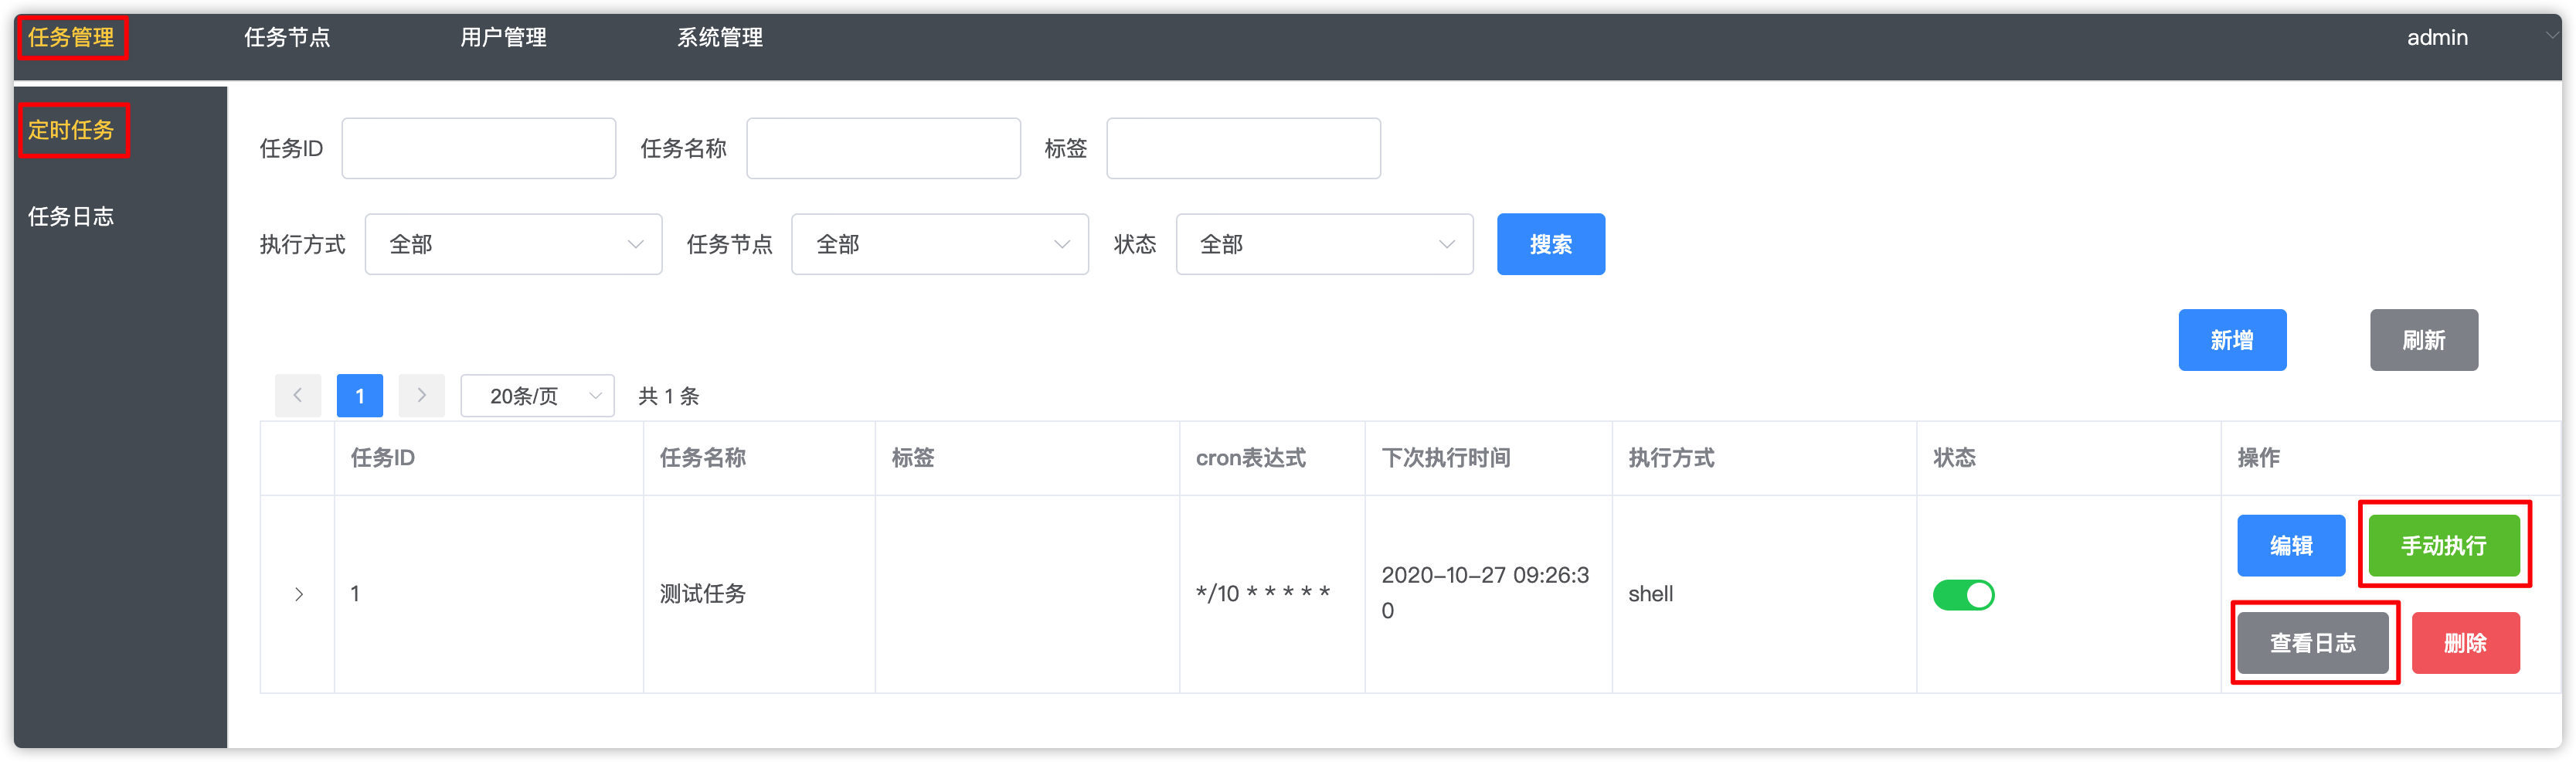 任务管理 任务节点 用户管理 系统管理 admin
定时任务
任务日志
任务ID 任务名称 标签
执行方式 全部 任务节点 全部 状态 全部 搜索
新增 刷新
1 20条/页 共 1 条
任务ID 任务名称 标签 cron表达式 下次执行时间 执行方式 状态 操作
1 测试任务 */10 * * * * * 2020-10-27 09:26:3
0 shell
编辑 手动执行
查看日志 删除